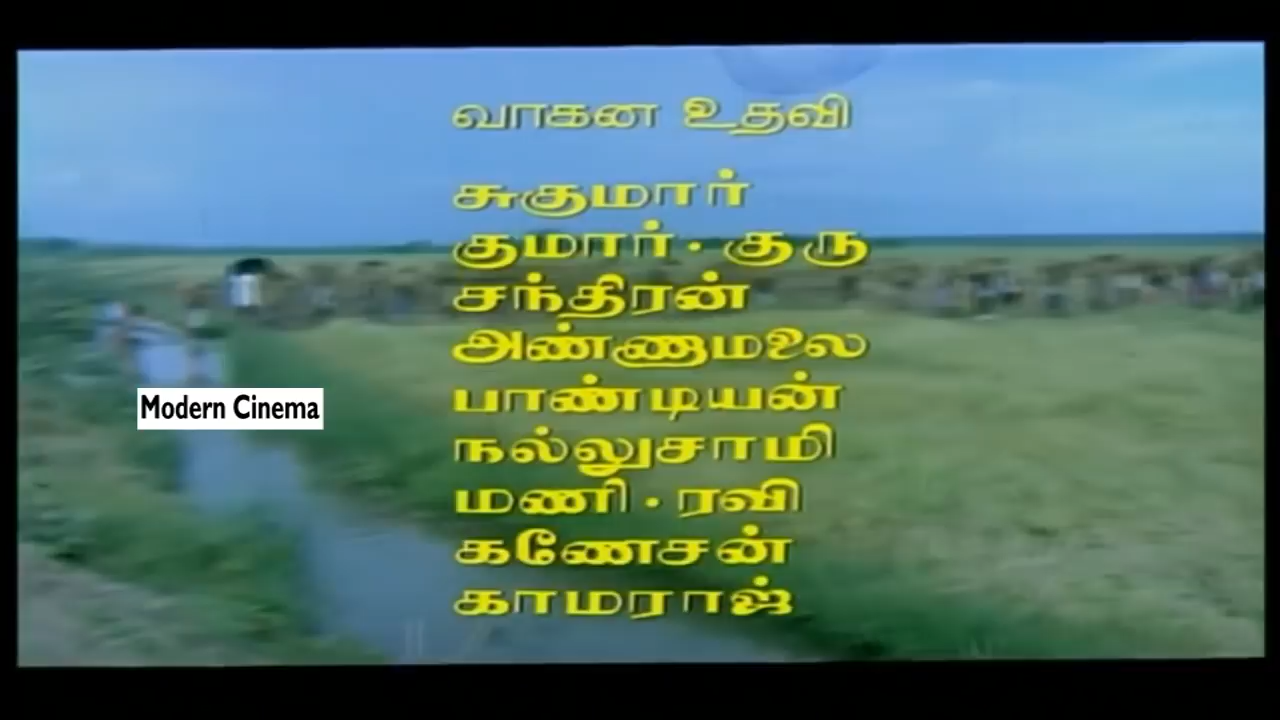 வாகன உதவி
சுகுமார்
குமார். குரு
சந்திரன்
அண்ணாமலை
பாண்டியன்
நல்லுசாமி
மணி. ரவி
கணேசன்
காமராஜ்
Modern Cinema